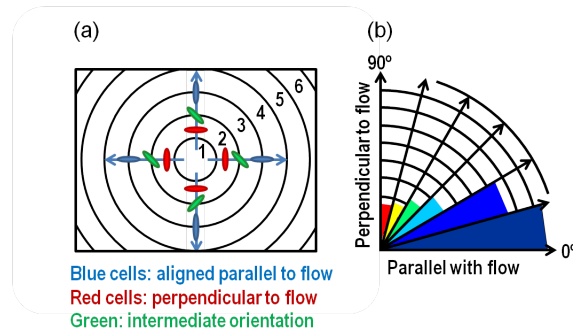 (a)
1
2
3
4
5
6
Blue cells: aligned parallel to flow
Red cells: perpendicular to flow
Green: intermediate orientation
(b)
90º
Perpendicular to flow
0º
Parallel with flow